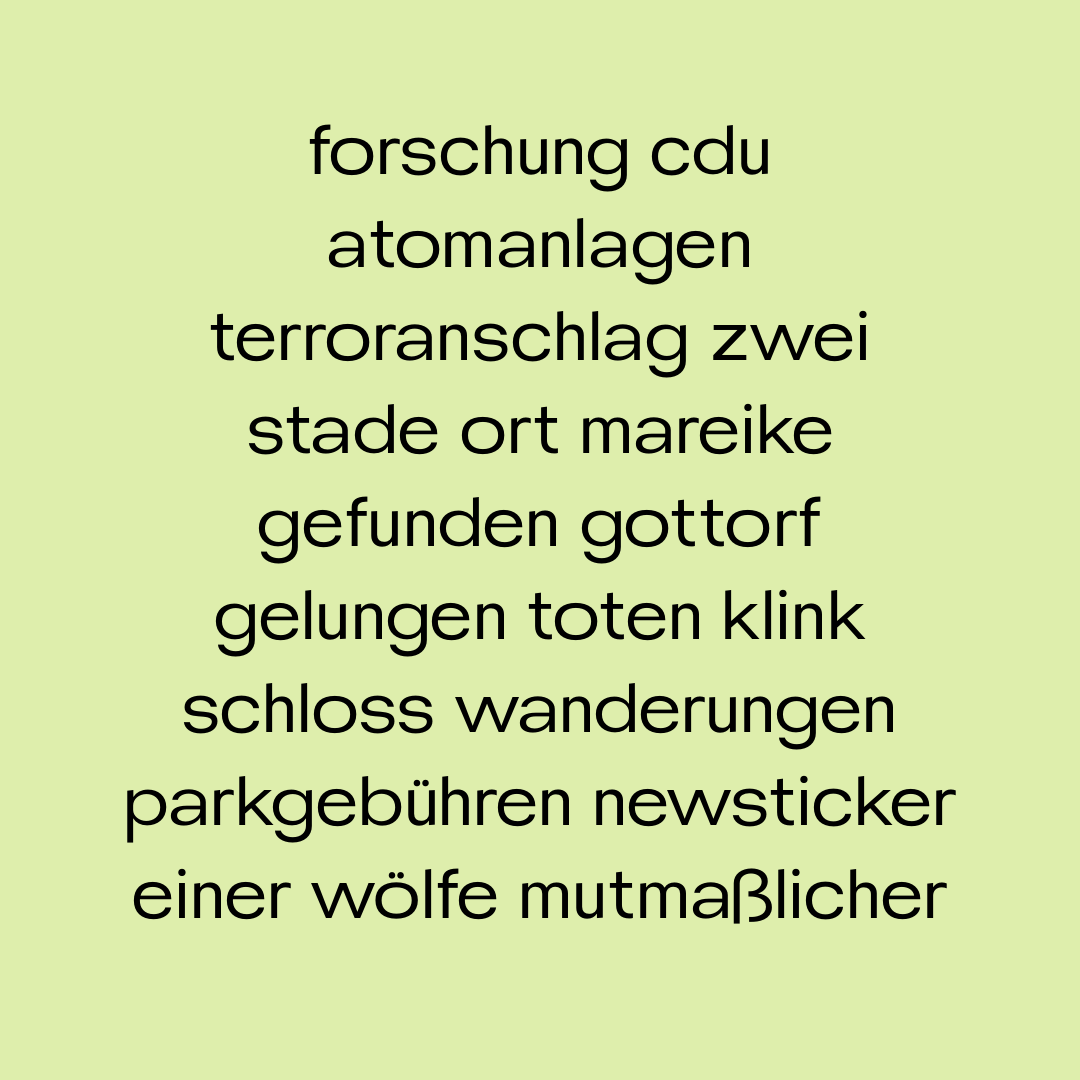 forschung cdu
atomanlagen
terroranschlag zwei
stade ort mareike
gefunden gottorf
gelungen toten klink
schloss wanderungen
parkgebühren newsticker
einer wölfe mutmaßlicher